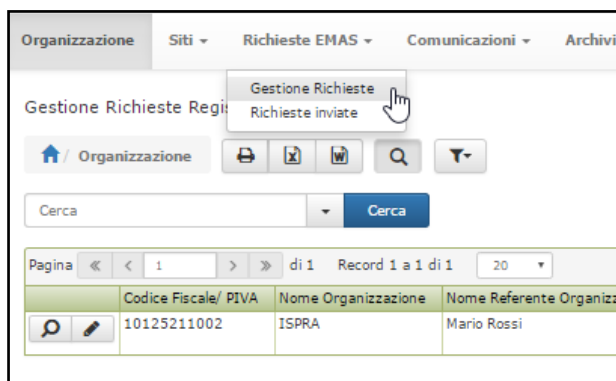 Organizzazione Siti Richieste EMAS Comunicazioni Archivi
Gestione Richieste
Gestione Richieste Regi
Richieste inviate
/ Organizzazione
Cerca Cerca
Pagina 1 di 1 Record 1 a 1 di 1 20
Codice Fiscale/ PIVA Nome Organizzazione Nome Referente Organizz
10125211002 ISPRA Mario Rossi